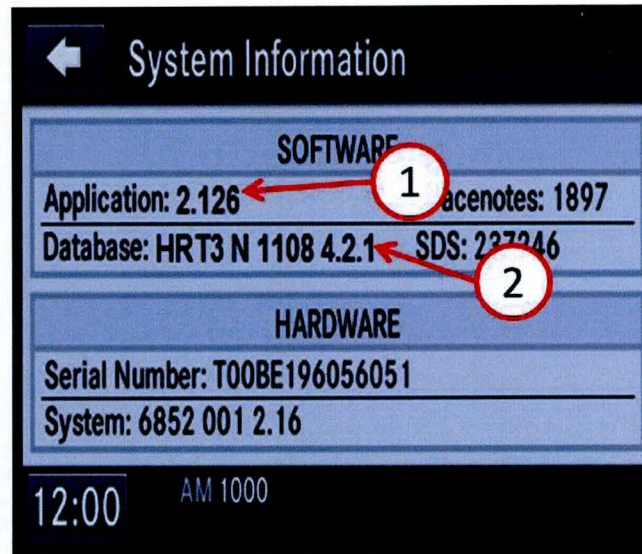 System Information
SOFTWARE
Application: 2.126 1 acenotes: 1897
Database: HRT3 N 1108 4.2.1 SDS: 237246
2
HARDWARE
Serial Number: T00BE196056051
System: 6852 001 2.16
12:00 AM 1000